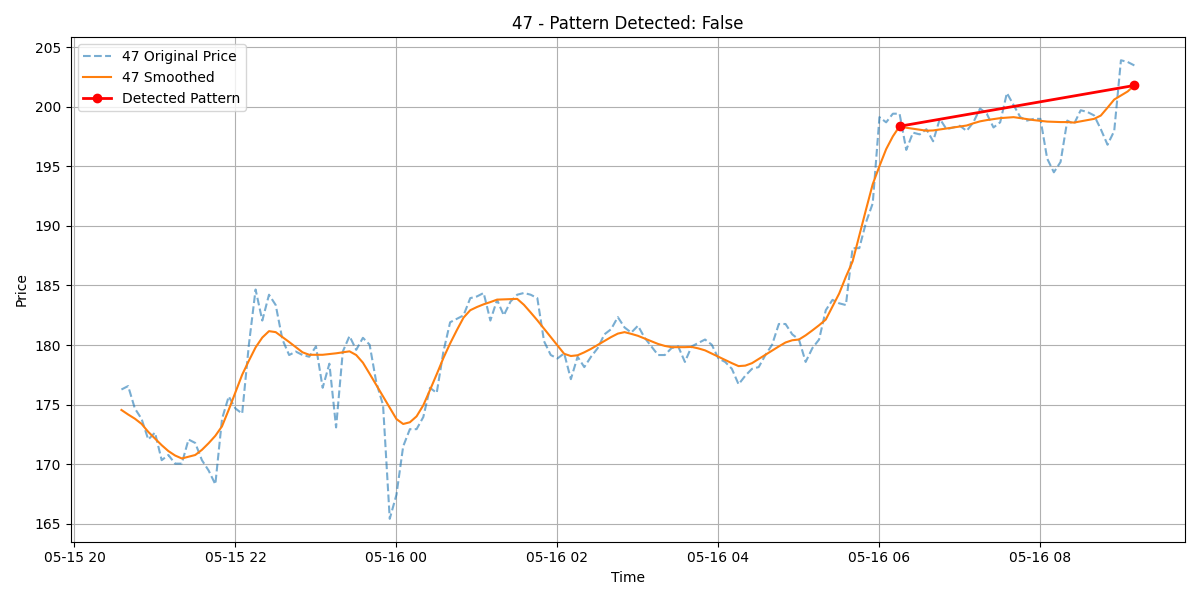 47 - Pattern Detected: False
47 Original Price
47 Smoothed
Detected Pattern
Price
205
200
195
190
185
180
175
170
165
05-15 20
05-15 22
05-16 00
05-16 02
05-16 04
05-16 06
05-16 08
Time